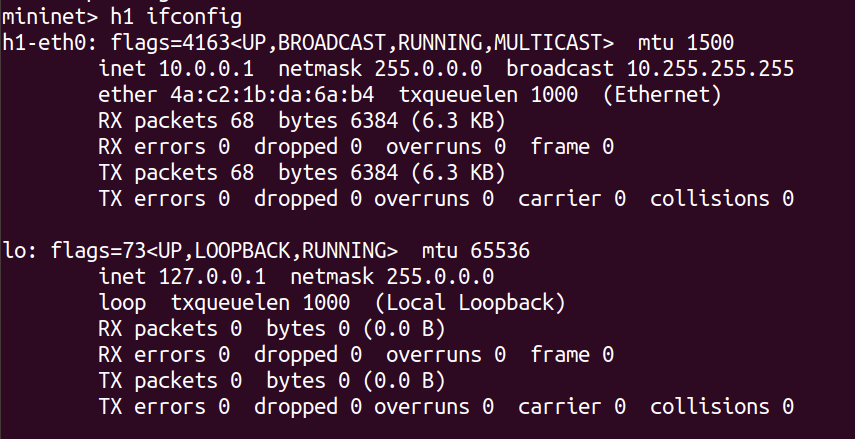 mininet> h1 ifconfig
h1-eth0: flags=4163<UP,BROADCAST,RUNNING,MULTICAST>  mtu 1500
        inet 10.0.0.1  netmask 255.0.0.0  broadcast 10.255.255.255
        ether 4a:c2:1b:da:6a:b4  txqueuelen 1000  (Ethernet)
        RX packets 68  bytes 6384 (6.3 KB)
        RX errors 0  dropped 0  overruns 0  frame 0
        TX packets 68  bytes 6384 (6.3 KB)
        TX errors 0  dropped 0 overruns 0  carrier 0  collisions 0

lo: flags=73<UP,LOOPBACK,RUNNING>  mtu 65536
        inet 127.0.0.1  netmask 255.0.0.0
        loop  txqueuelen 1000  (Local Loopback)
        RX packets 0  bytes 0 (0.0 B)
        RX errors 0  dropped 0  overruns 0  frame 0
        TX packets 0  bytes 0 (0.0 B)
        TX errors 0  dropped 0 overruns 0  carrier 0  collisions 0